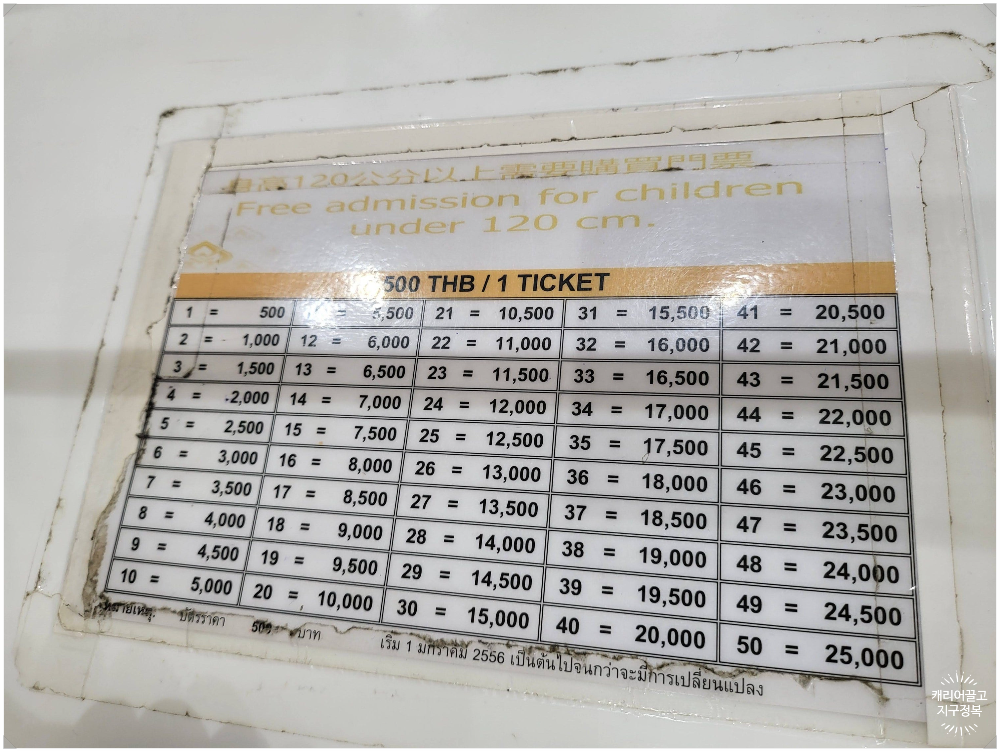 身高120公分以上需要購買門票
Free admission for children
under 120 cm.
500 THB / 1 TICKET
1 = 500 = 5,500 21 = 10,500 31 = 15,500 41 = 20,500
2 = 1,000 12 = 6,000 22 = 11,000 32 = 16,000 42 = 21,000
3 = 1,500 13 = 6,500 23 = 11,500 33 = 16,500 43 = 21,500
4 = 2,000 14 = 7,000 24 = 12,000 34 = 17,000 44 = 22,000
5 = 2,500 15 = 7,500 25 = 12,500 35 = 17,500 45 = 22,500
6 = 3,000 16 = 8,000 26 = 13,000 36 = 18,000 46 = 23,000
7 = 3,500 17 = 8,500 27 = 13,500 37 = 18,500 47 = 23,500
8 = 4,000 18 = 9,000 28 = 14,000 38 = 19,000 48 = 24,000
9 = 4,500 19 = 9,500 29 = 14,500 39 = 19,500 49 = 24,500
10 = 5,000 20 = 10,000 30 = 15,000 40 = 20,000 50 = 25,000
หมายเหตุ: บัตรราคา 500 บาท
เริ่ม 1 มกราคม 2556 เป็นต้นไปจนกว่าจะมีการเปลี่ยนแปลง
캐리어끌고
지구정복